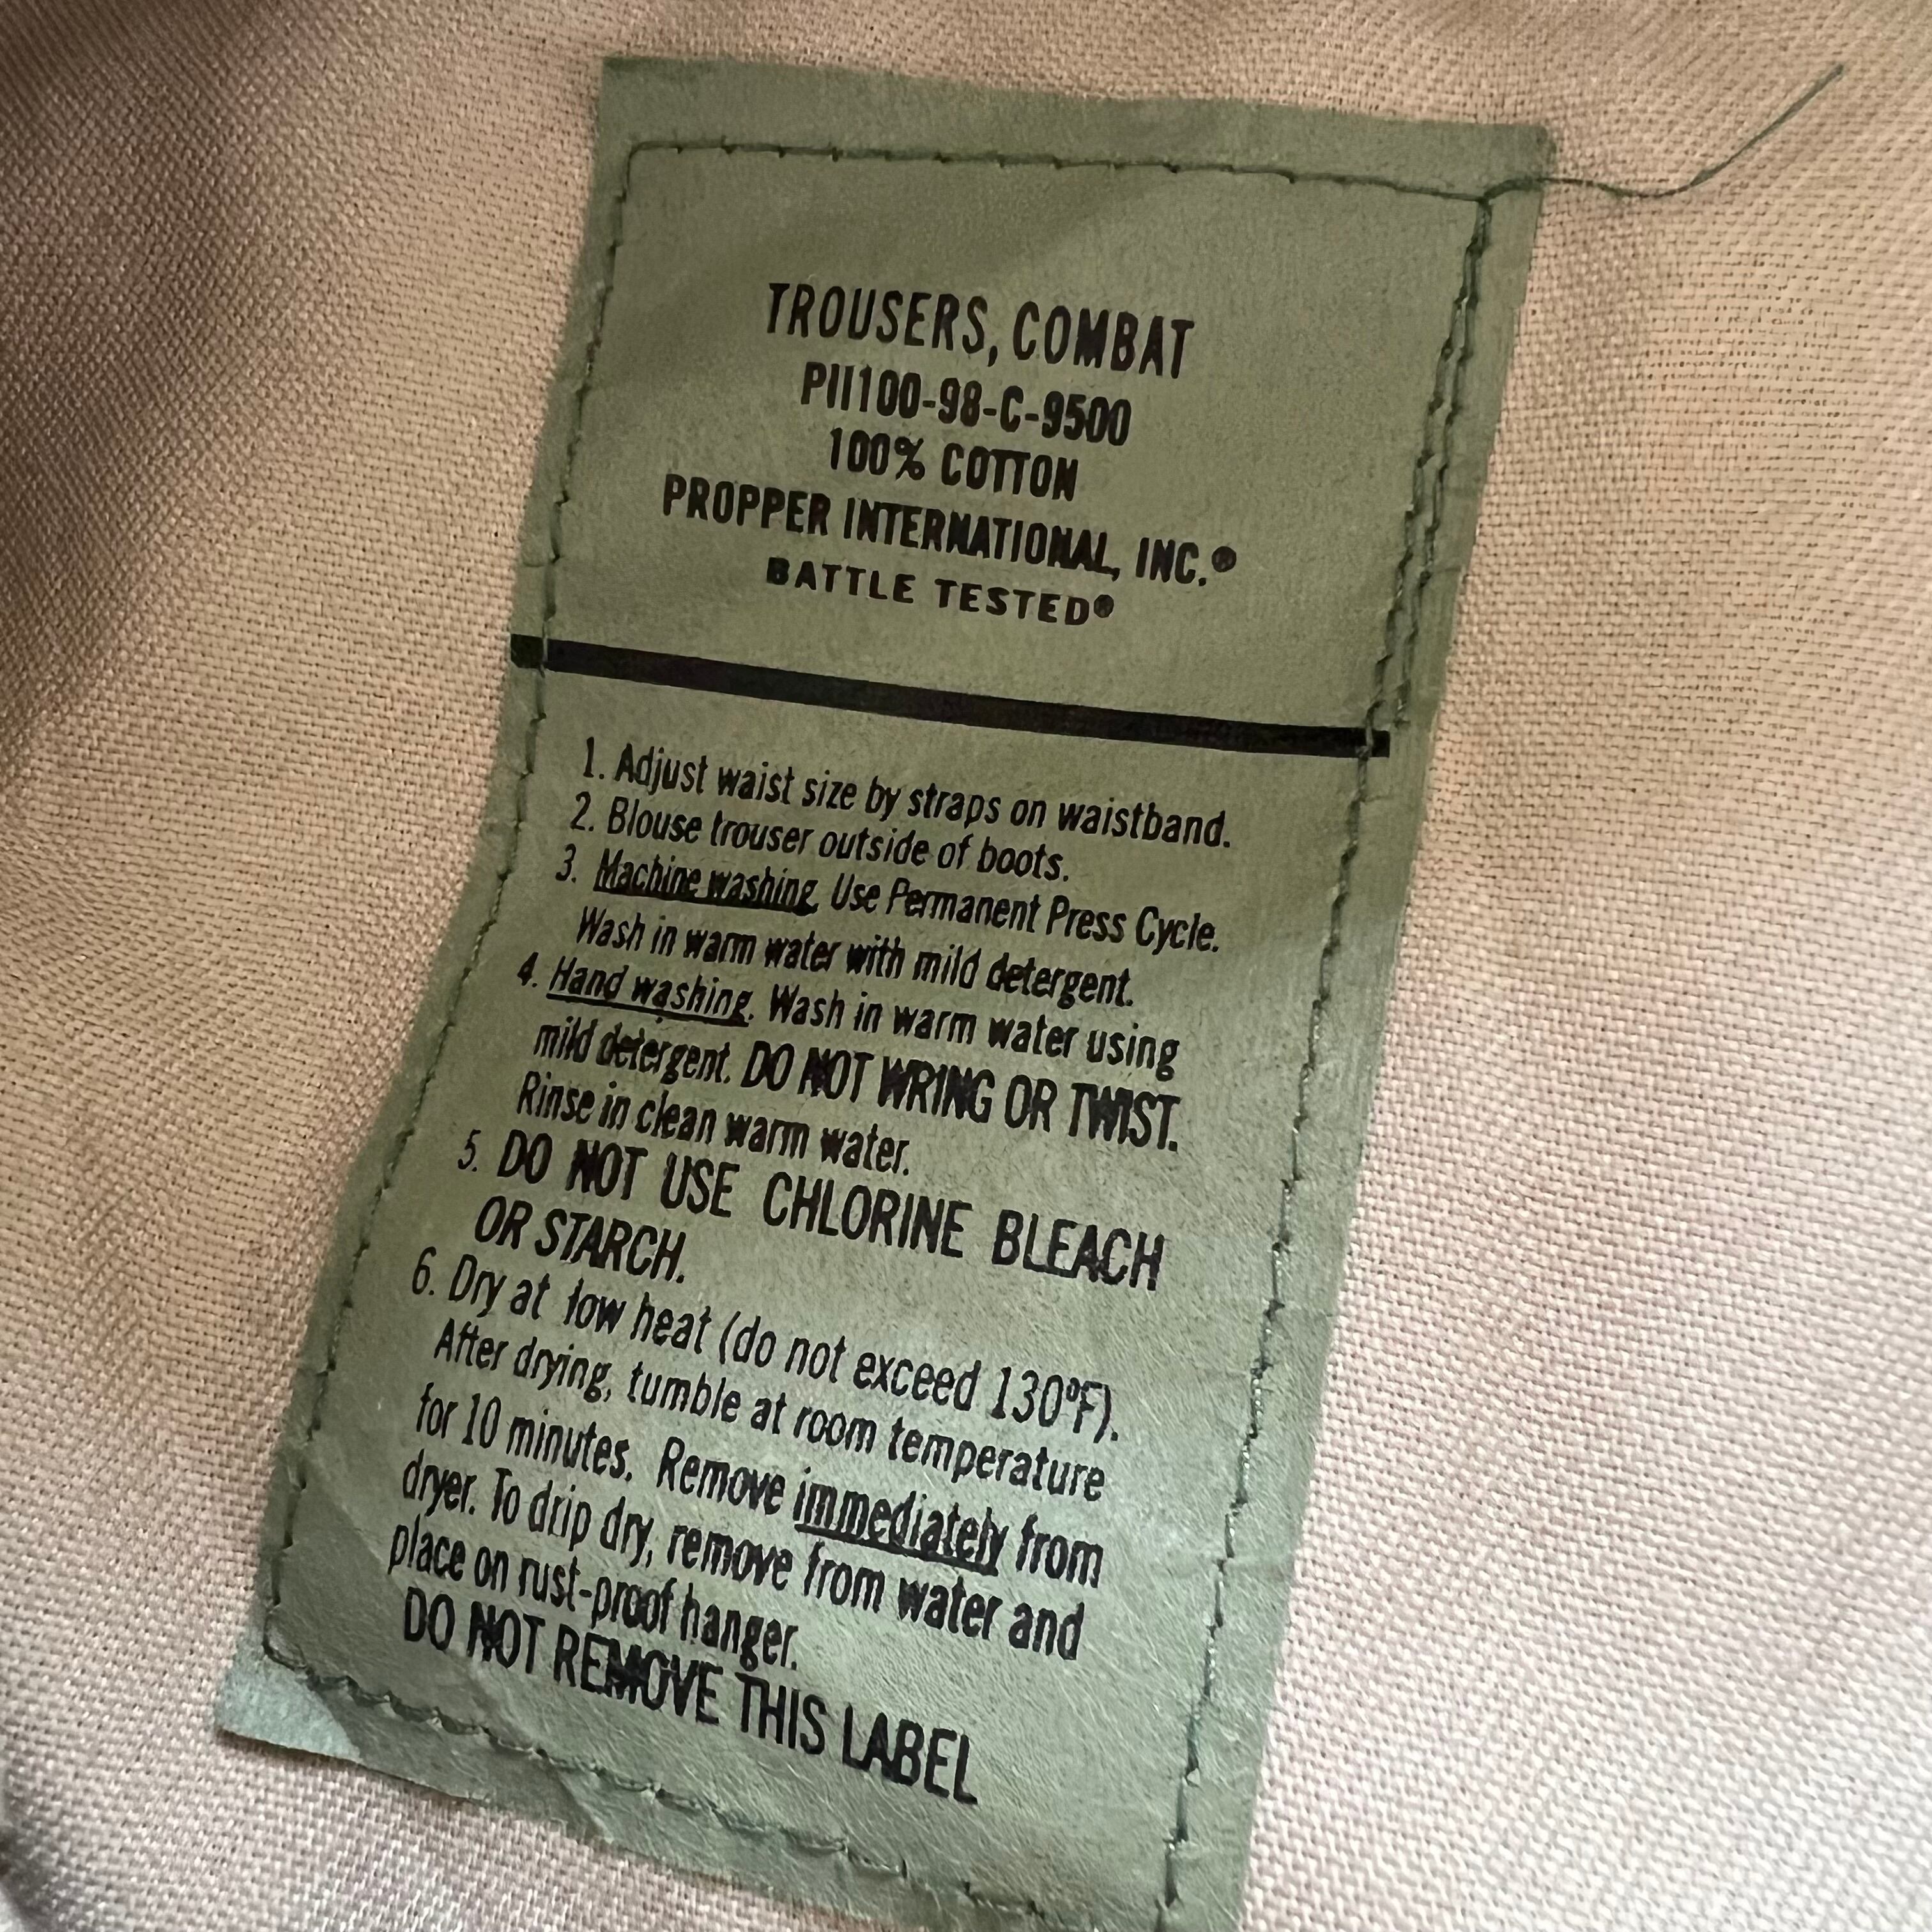 TROUSERS, COMBAT
PII100-98-C-9500
100% COTTON
PROPPER INTERNATIONAL, INC.®
BATTLE TESTED®
1. Adjust waist size by straps on waistband.
2. Blouse trouser outside of boots.
3. Machine washing. Use Permanent Press Cycle.
Wash in warm water with mild detergent.
4. Hand washing. Wash in warm water using
mild detergent. DO NOT WRING OR TWIST.
Rinse in clean warm water.
5. DO NOT USE CHLORINE BLEACH
OR STARCH.
6. Dry at low heat (do not exceed 130°F).
After drying, tumble at room temperature
for 10 minutes. Remove immediately from
dryer. To drip dry, remove from water and
place on rust-proof hanger.
DO NOT REMOVE THIS LABEL